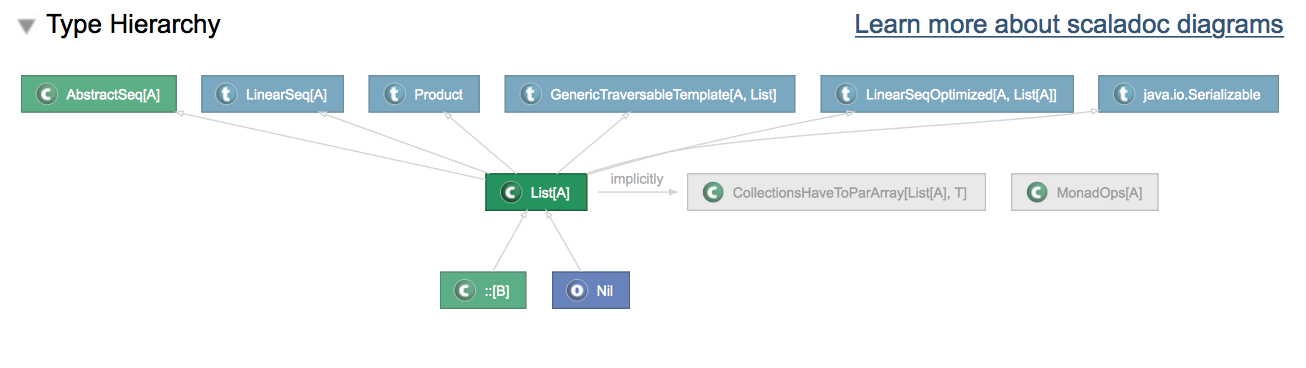 Type Hierarchy Learn more about scaladoc diagrams
C AbstractSeq[A] t LinearSeq[A] t Product t GenericTraversableTemplate[A, List] t LinearSeqOptimized[A, List[A]] t java.io.Serializable
C List[A] implicitly C CollectionsHaveToParArray[List[A], T] C MonadOps[A]
C ::[B] O Nil